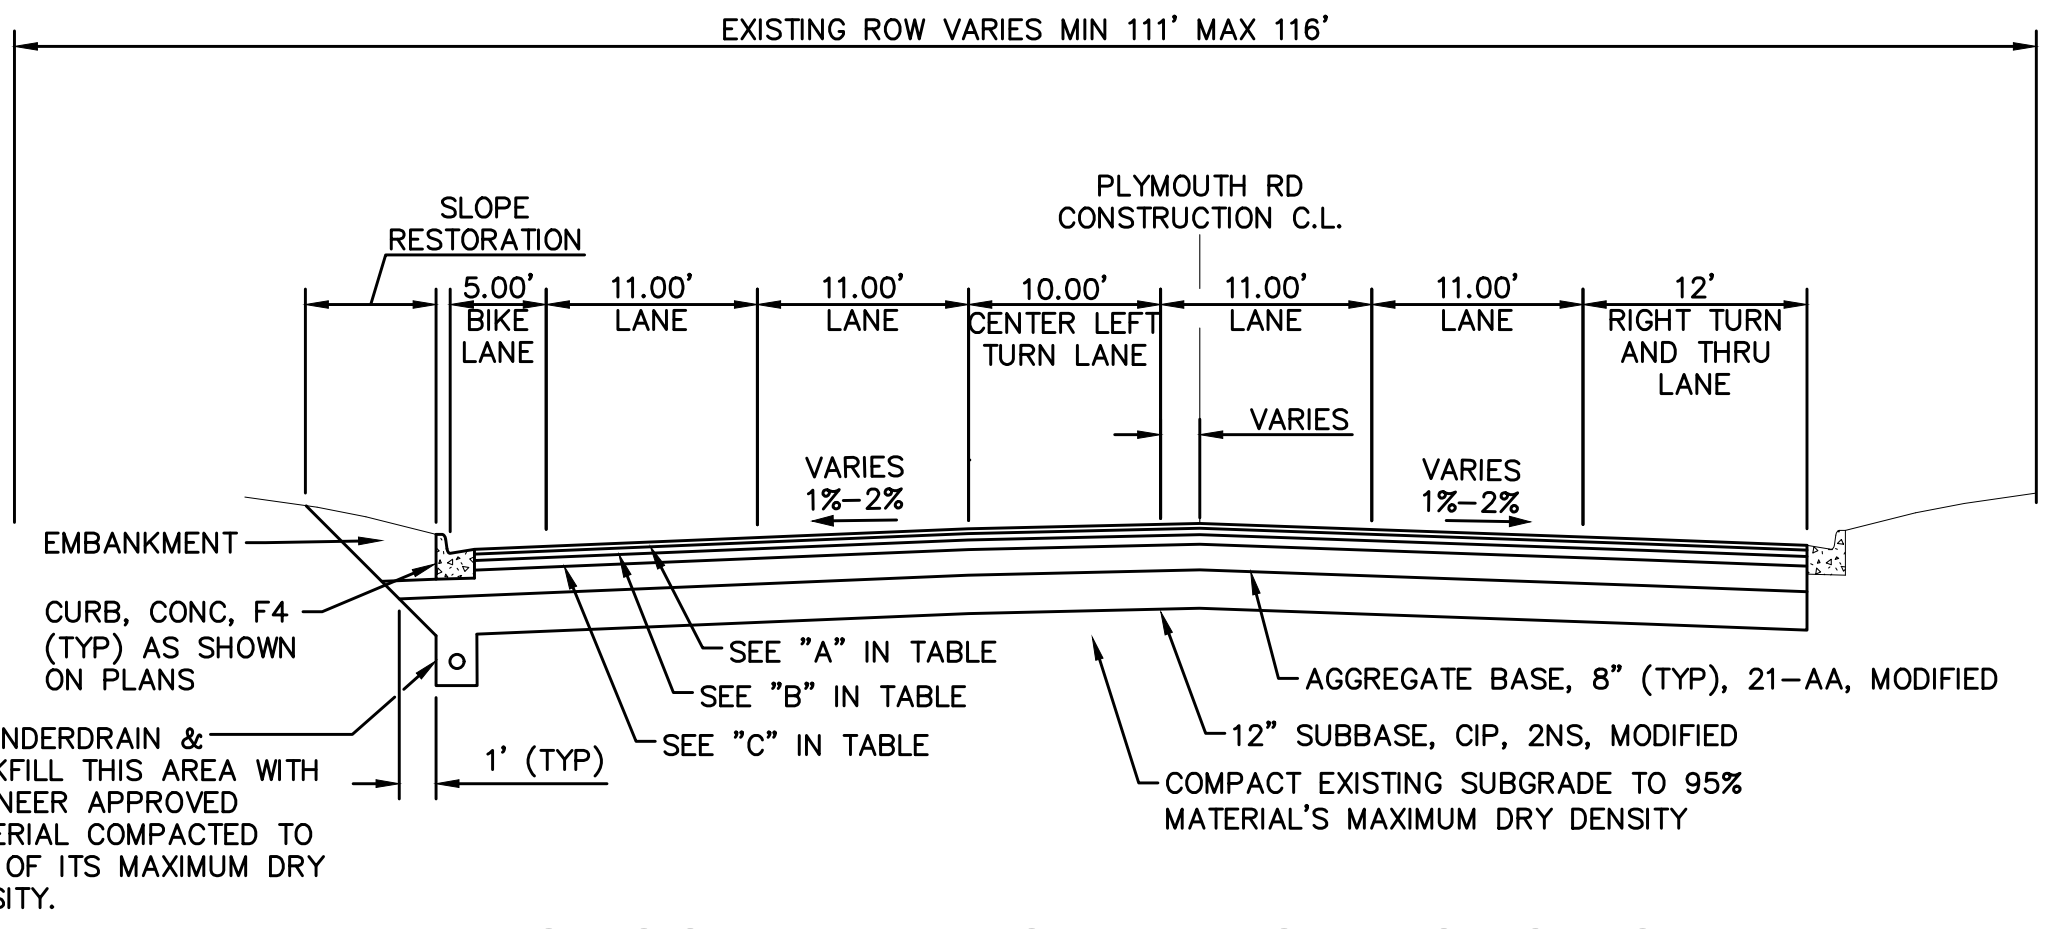 EXISTING ROW VARIES MIN 111' MAX 116'
PLYMOUTH RD
CONSTRUCTION C.L.
SLOPE
RESTORATION
5.00'
BIKE
LANE
11.00'
LANE
11.00'
LANE
10.00'
CENTER LEFT
TURN LANE
11.00'
LANE
11.00'
LANE
12'
RIGHT TURN
AND THRU
LANE
VARIES
VARIES
1%-2%
VARIES
1%-2%
EMBANKMENT
CURB, CONC, F4
(TYP) AS SHOWN
ON PLANS
SEE "A" IN TABLE
SEE "B" IN TABLE
SEE "C" IN TABLE
1' (TYP)
AGGREGATE BASE, 8" (TYP), 21-AA, MODIFIED
12" SUBBASE, CIP, 2NS, MODIFIED
COMPACT EXISTING SUBGRADE TO 95%
MATERIAL'S MAXIMUM DRY DENSITY
NDERDRAIN &
KFILL THIS AREA WITH
NEER APPROVED
ERIAL COMPACTED TO
OF ITS MAXIMUM DRY
SITY.